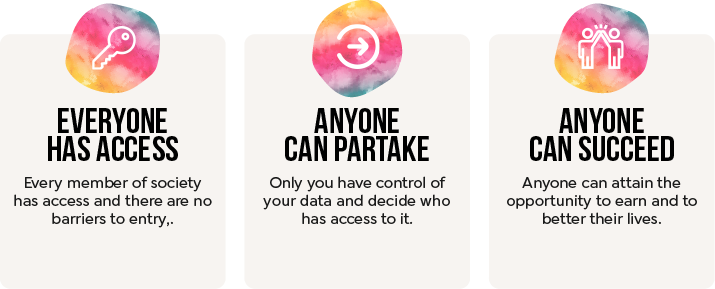 EVERYONE
HAS ACCESS
Every member of society
has access and there are no
barriers to entry,.
ANYONE
CAN PARTAKE
Only you have control of
your data and decide who
has access to it.
ANYONE
CAN SUCCEED
Anyone can attain the
opportunity to earn and to
better their lives.